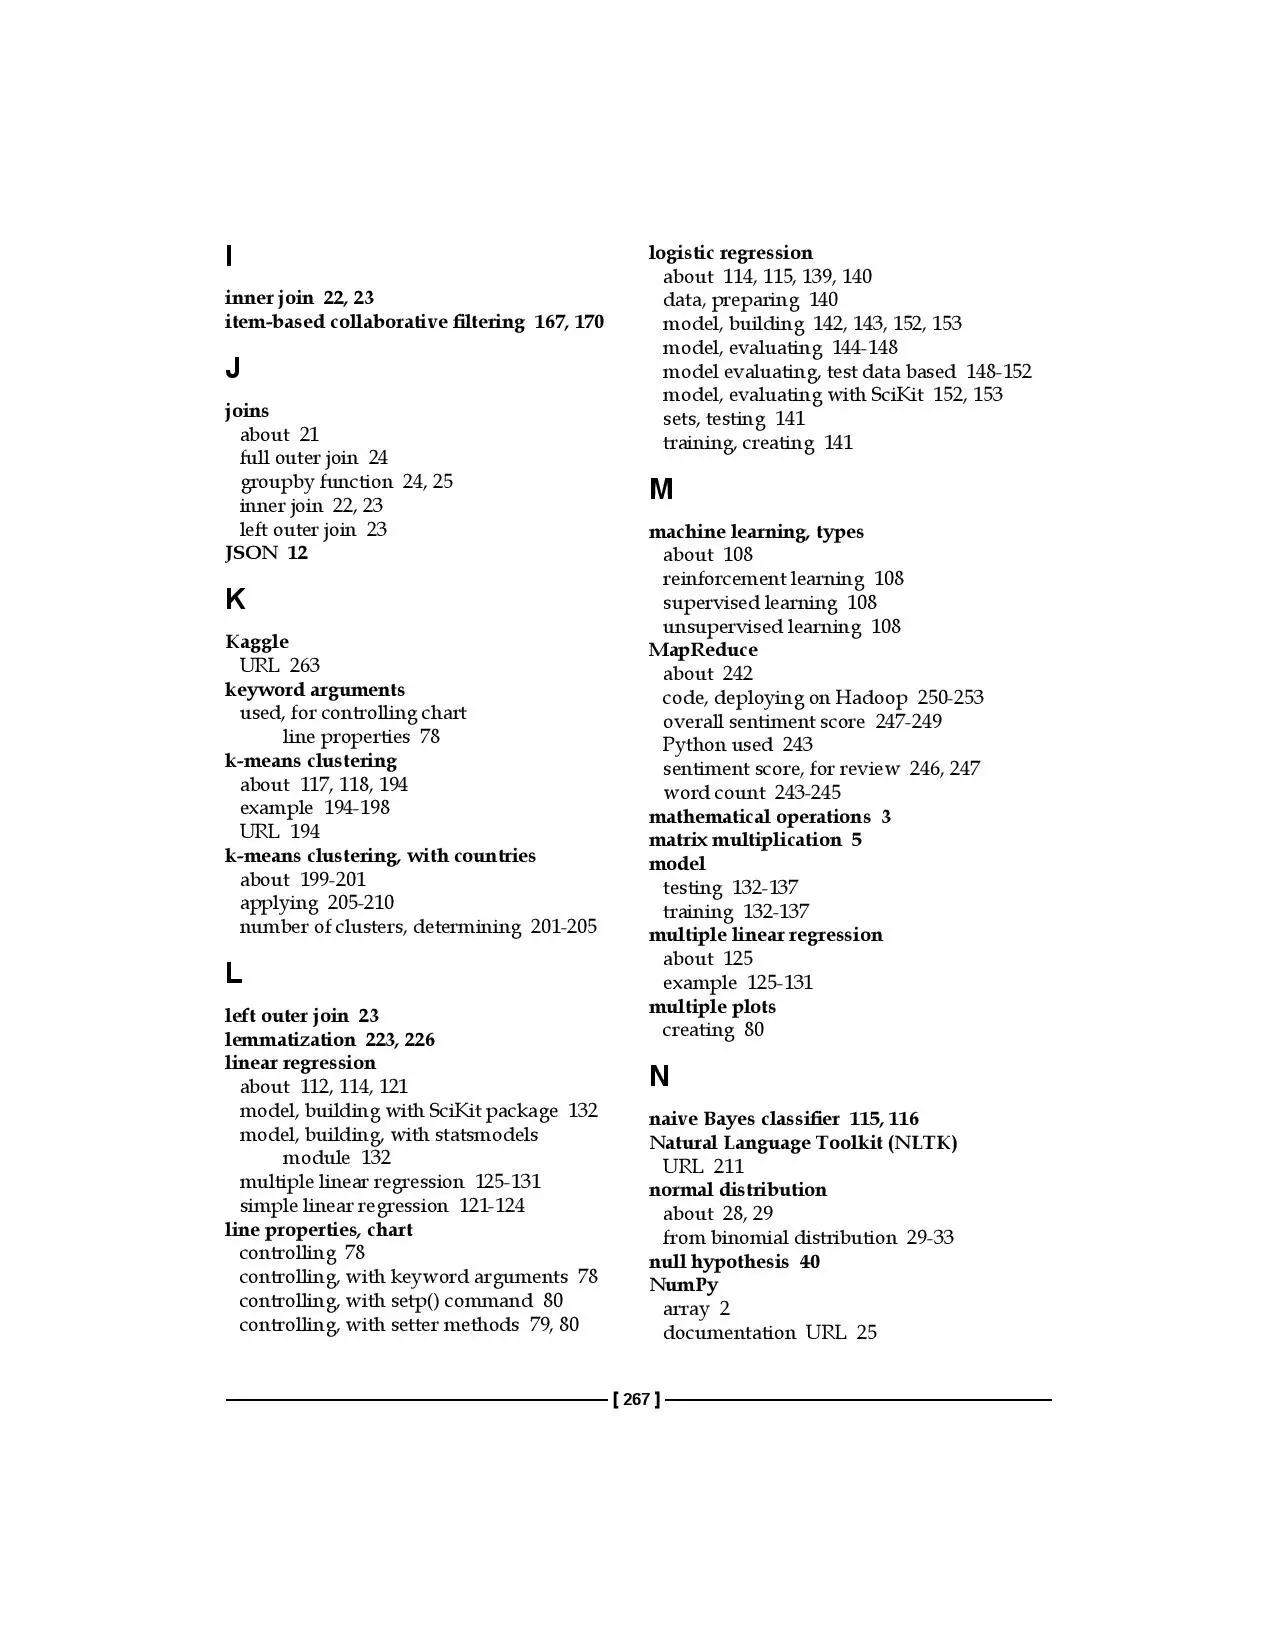 I
inner join 22, 23
item-based collaborative filtering 167, 170
J
joins
about 21
full outer join 24
groupby function 24, 25
inner join 22, 23
left outer join 23
JSON 12
K
Kaggle
URL 263
keyword arguments
used, for controlling chart
line properties 78
k-means clustering
about 117, 118, 194
example 194-198
URL 194
k-means clustering, with countries
about 199-201
applying 205-210
number of clusters, determining 201-205
L
left outer join 23
lemmatization 223, 226
linear regression
about 112, 114, 121
model, building with SciKit package 132
model, building, with statsmodels
module 132
multiple linear regression 125-131
simple linear regression 121-124
line properties, chart
controlling 78
controlling, with keyword arguments 78
controlling, with setp() command 80
controlling, with setter methods 79, 80
logistic regression
about 114, 115, 139, 140
data, preparing 140
model, building 142, 143, 152, 153
model, evaluating 144-148
model evaluating, test data based 148-152
model, evaluating with SciKit 152, 153
sets, testing 141
training, creating 141
M
machine learning, types
about 108
reinforcement learning 108
supervised learning 108
unsupervised learning 108
MapReduce
about 242
code, deploying on Hadoop 250-253
overall sentiment score 247-249
Python used 243
sentiment score, for review 246, 247
word count 243-245
mathematical operations 3
matrix multiplication 5
model
testing 132-137
training 132-137
multiple linear regression
about 125
example 125-131
multiple plots
creating 80
N
naive Bayes classifier 115, 116
Natural Language Toolkit (NLTK)
URL 211
normal distribution
about 28, 29
from binomial distribution 29-33
null hypothesis 40
NumPy
array 2
documentation URL 25
[ 267 ]